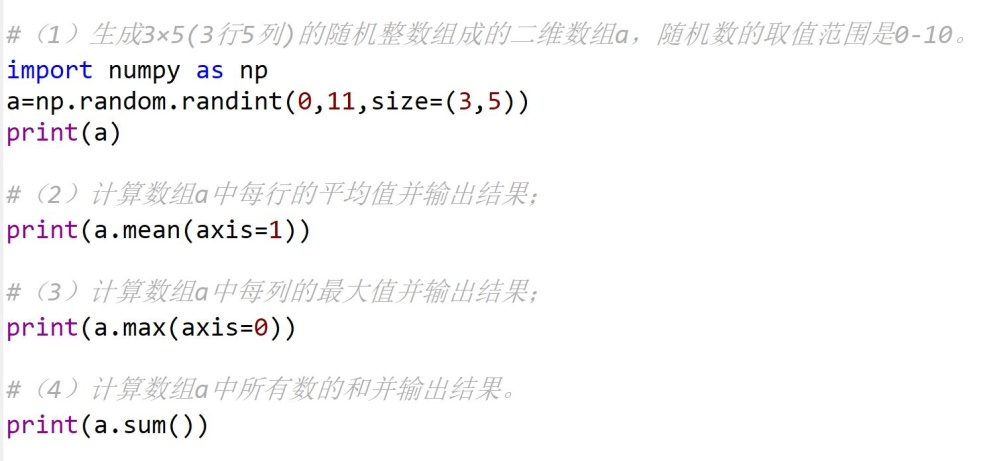 #（1）生成3×5(3行5列)的随机整数组成的二维数组a，随机数的取值范围是0-10。
import numpy as np
a=np.random.randint(0,11,size=(3,5))
print(a)
#（2）计算数组a中每行的平均值并输出结果；
print(a.mean(axis=1))
#（3）计算数组a中每列的最大值并输出结果；
print(a.max(axis=0))
#（4）计算数组a中所有数的和并输出结果。
print(a.sum())